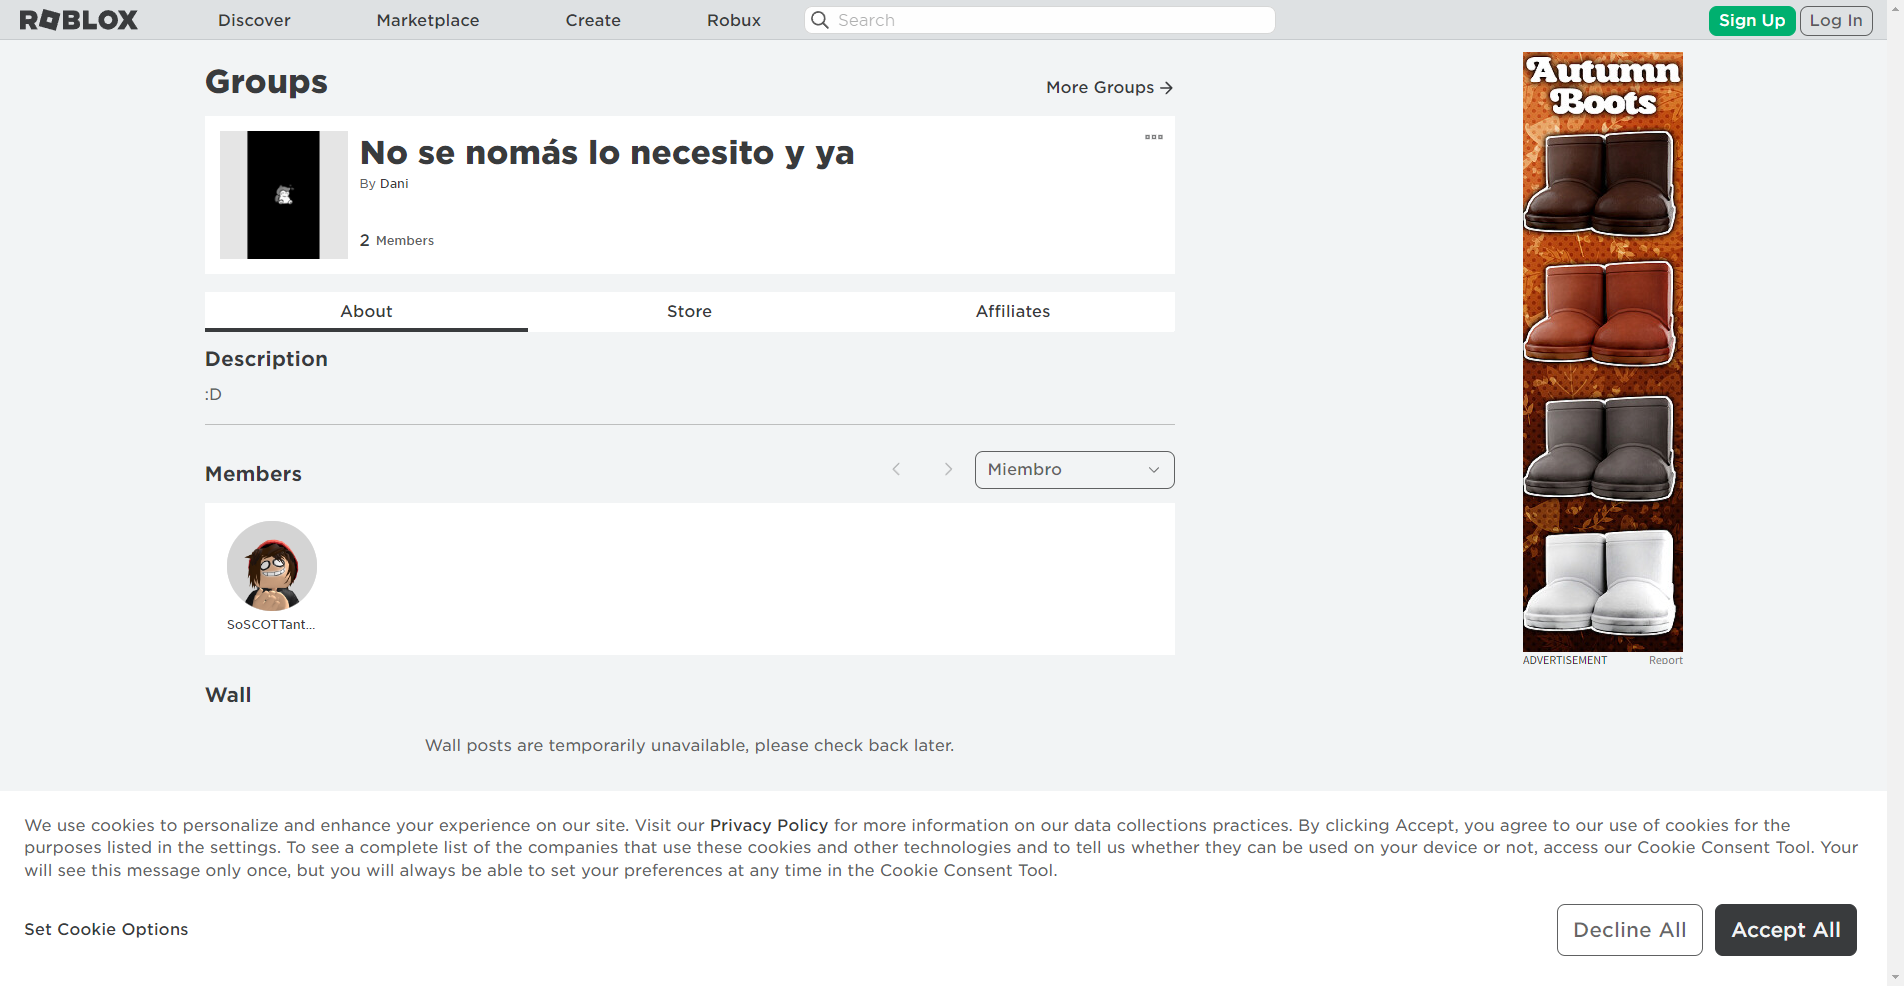 ROBLOX
Discover
Marketplace
Create
Robux
Search
Sign Up
Log In
Groups
More Groups
No se nomás lo necesito y ya
By Dani
2 Members
About
Store
Affiliates
Description
:D
Members
Miembro
SoSCOTTant...
Wall
Wall posts are temporarily unavailable, please check back later.
Autumn
Boots
ADVERTISEMENT
Report
We use cookies to personalize and enhance your experience on our site. Visit our Privacy Policy for more information on our data collections practices. By clicking Accept, you agree to our use of cookies for the
purposes listed in the settings. To see a complete list of the companies that use these cookies and other technologies and to tell us whether they can be used on your device or not, access our Cookie Consent Tool. Your
will see this message only once, but you will always be able to set your preferences at any time in the Cookie Consent Tool.
Set Cookie Options
Decline All
Accept All